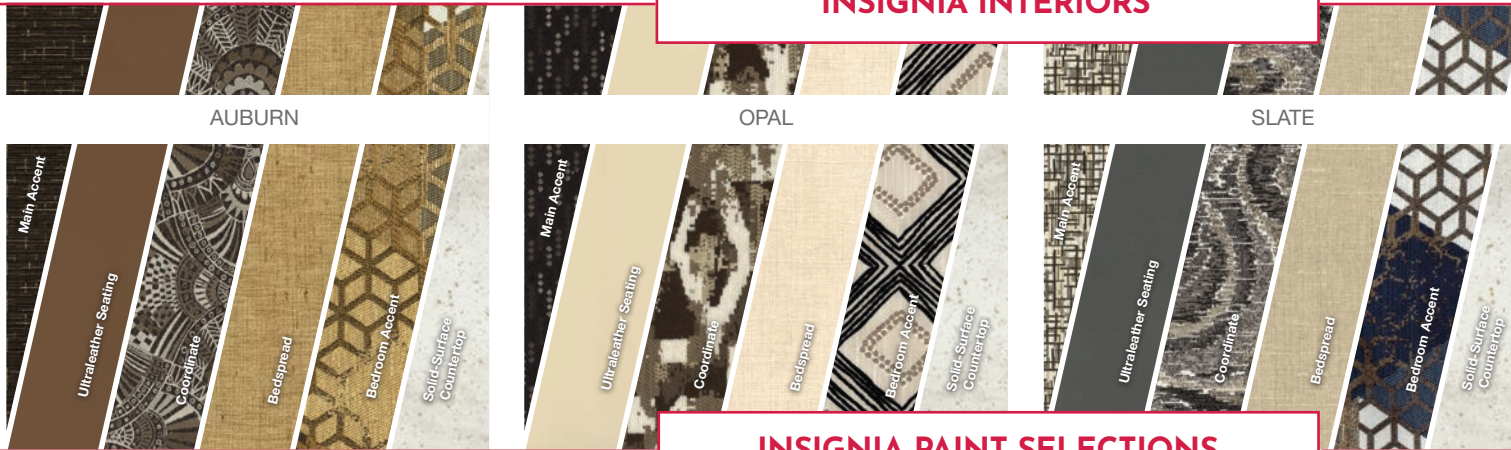 INSIGNIA INTERIORS
AUBURN
OPAL
SLATE
Main Accent
Ultraleather Seating
Coordinate
Bedspread
Bedroom Accent
Solid-Surface
Countertop
Main Accent
Ultraleather Seating
Coordinate
Bedspread
Bedroom Accent
Solid-Surface
Countertop
Main Accent
Ultraleather Seating
Coordinate
Bedspread
Bedroom Accent
Solid-Surface
Countertop
INSIGNIA PAINT SELECTIONS